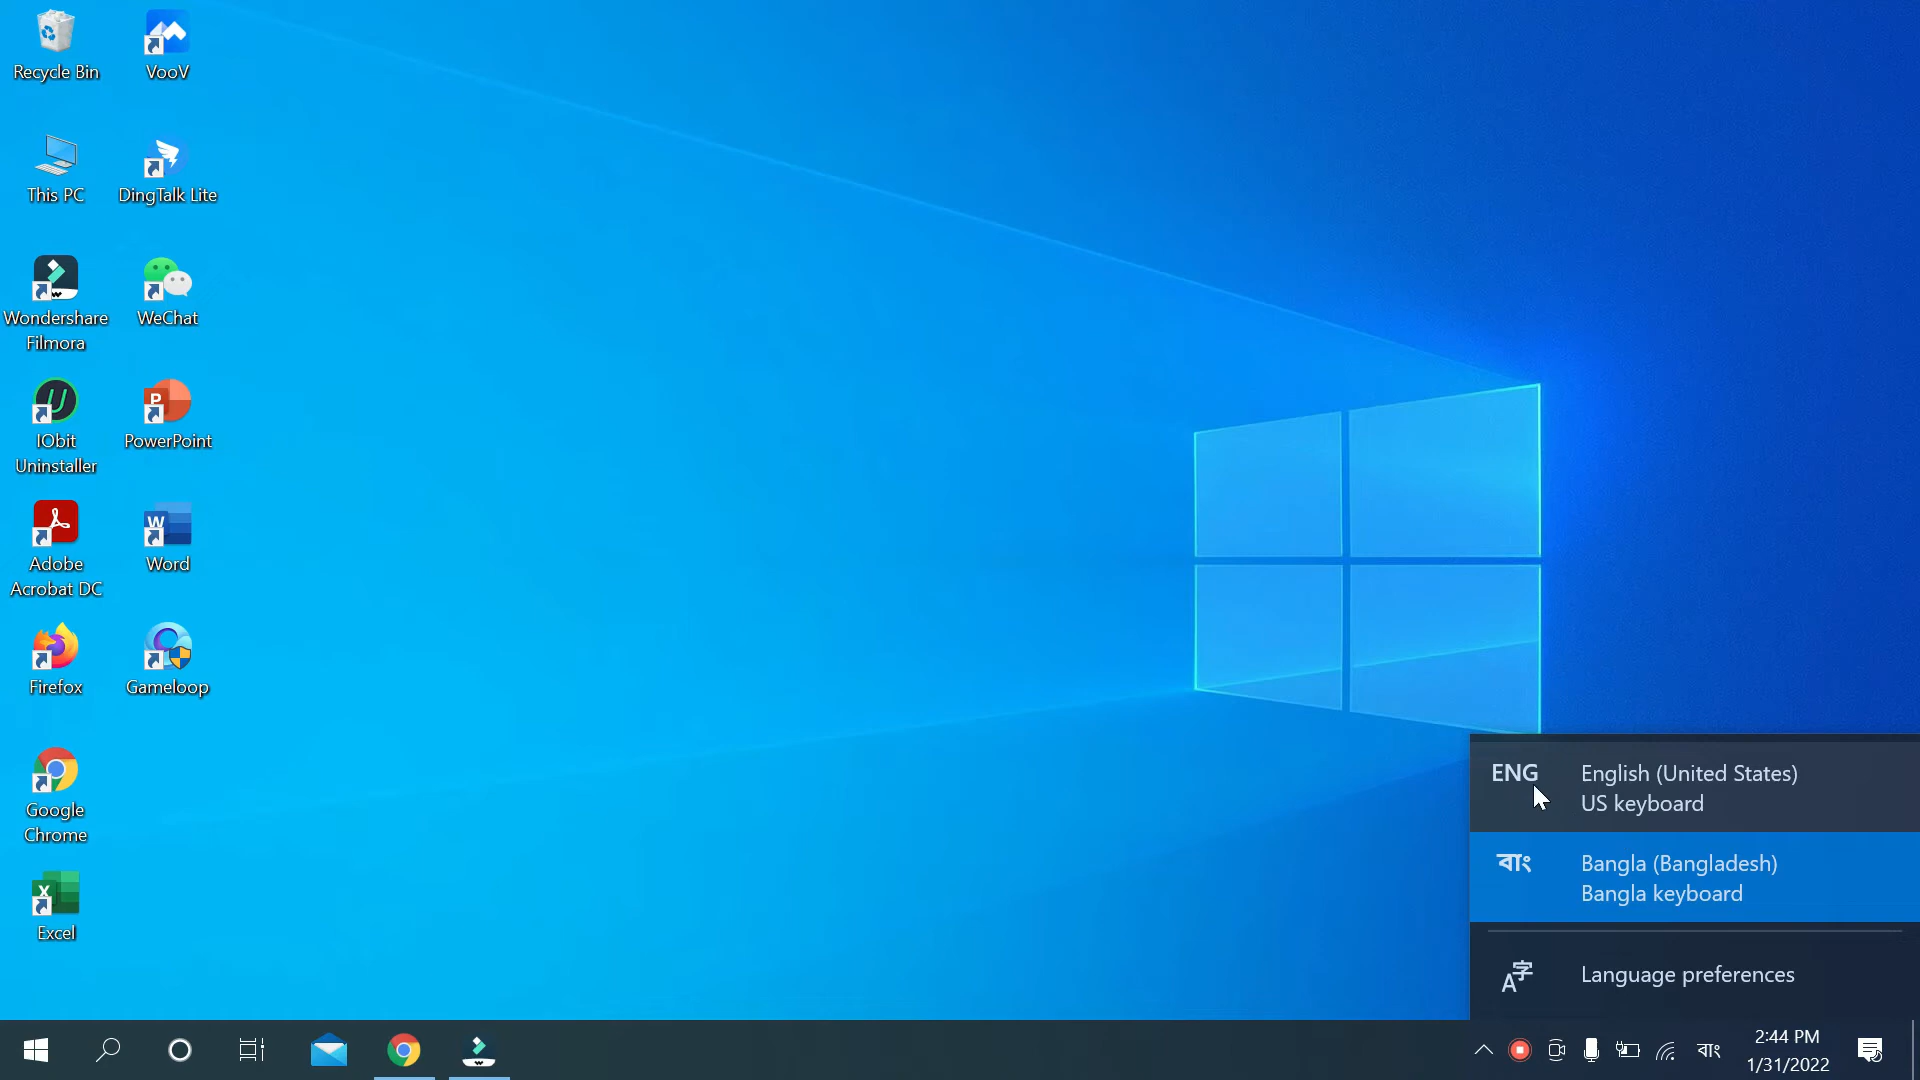 Recycle Bin
VooV
This PC
DingTalk Lite
Wondershare
Filmora
WeChat
IObit
Uninstaller
PowerPoint
Adobe
Acrobat DC
Word
Firefox
Gameloop
Google
Chrome
Excel
ENG
English (United States)
US keyboard
বাং
Bangla (Bangladesh)
Bangla keyboard
A字
Language preferences
বাং
2:44 PM
1/31/2022